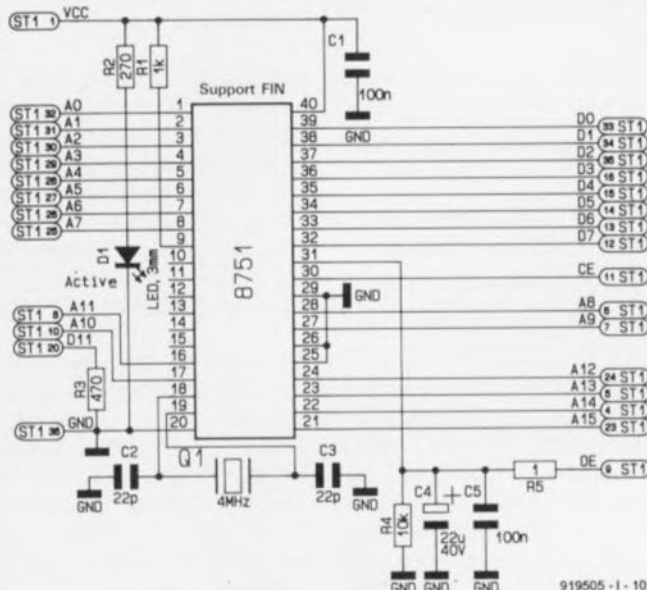 ST1 1 VCC
R2 270
R1 1k
C1
100n
GND
Support FIN
8751
ST1 32 A0 1
ST1 31 A1 2
ST1 30 A2 3
ST1 29 A3 4
ST1 28 A4 5
ST1 27 A5 6
ST1 26 A6 7
ST1 25 A7 8
9
10
11
12
13
14
15
16
17
18
19
20
D1
Active
LED, 3mm
ST1 8 A11
ST1 10 A10
ST1 20 D11
R3 470
ST1 36 GND
40
39 D0 33 ST1
38 D1 34 ST1
37 D2 35 ST1
36 D3 16 ST1
35 D4 15 ST1
34 D5 14 ST1
33 D6 13 ST1
32 D7 12 ST1
31
30 CE 11 ST1
29 GND
28 A8 6 ST1
27 A9 7 ST1
26
25
24 A12 24 ST1
23 A13 5 ST1
22 A14 4 ST1
21 A15 23 ST1
C2
22p
GND
Q1
4MHz
C3
22p
GND
R4 10k
C4 +
22u
40V
C5
100n
1
R5
OE 9 ST1
GND GND GND
919505 - I - 10